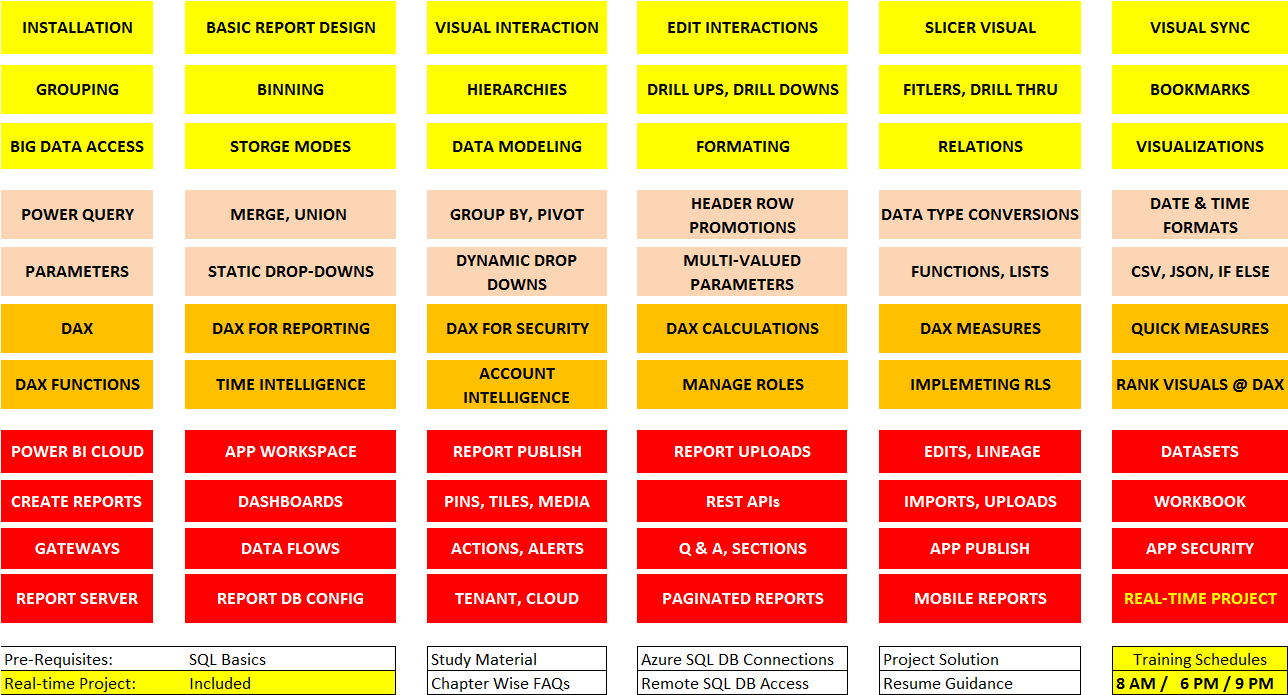 INSTALLATION
BASIC REPORT DESIGN
VISUAL INTERACTION
EDIT INTERACTIONS
SLICER VISUAL
VISUAL SYNC
GROUPING
BINNING
HIERARCHIES
DRILL UPS, DRILL DOWNS
FITLERS, DRILL THRU
BOOKMARKS
BIG DATA ACCESS
STORGE MODES
DATA MODELING
FORMATING
RELATIONS
VISUALIZATIONS
POWER QUERY
MERGE, UNION
GROUP BY, PIVOT
HEADER ROW
PROMOTIONS
DATA TYPE CONVERSIONS
DATE & TIME
FORMATS
PARAMETERS
STATIC DROP-DOWNS
DYNAMIC DROP
DOWNS
MULTI-VALUED
PARAMETERS
FUNCTIONS, LISTS
CSV, JSON, IF ELSE
DAX
DAX FOR REPORTING
DAX FOR SECURITY
DAX CALCULATIONS
DAX MEASURES
QUICK MEASURES
DAX FUNCTIONS
TIME INTELLIGENCE
ACCOUNT
INTELLIGENCE
MANAGE ROLES
IMPLEMETING RLS
RANK VISUALS @ DAX
POWER BI CLOUD
APP WORKSPACE
REPORT PUBLISH
REPORT UPLOADS
EDITS, LINEAGE
DATASETS
CREATE REPORTS
DASHBOARDS
PINS, TILES, MEDIA
REST APIs
IMPORTS, UPLOADS
WORKBOOK
GATEWAYS
DATA FLOWS
ACTIONS, ALERTS
Q & A, SECTIONS
APP PUBLISH
APP SECURITY
REPORT SERVER
REPORT DB CONFIG
TENANT, CLOUD
PAGINATED REPORTS
MOBILE REPORTS
REAL-TIME PROJECT
Pre-Requisites: SQL Basics
Study Material
Azure SQL DB Connections
Project Solution
Training Schedules
Real-time Project: Included
Chapter Wise FAQs
Remote SQL DB Access
Resume Guidance
8 AM / 6 PM / 9 PM